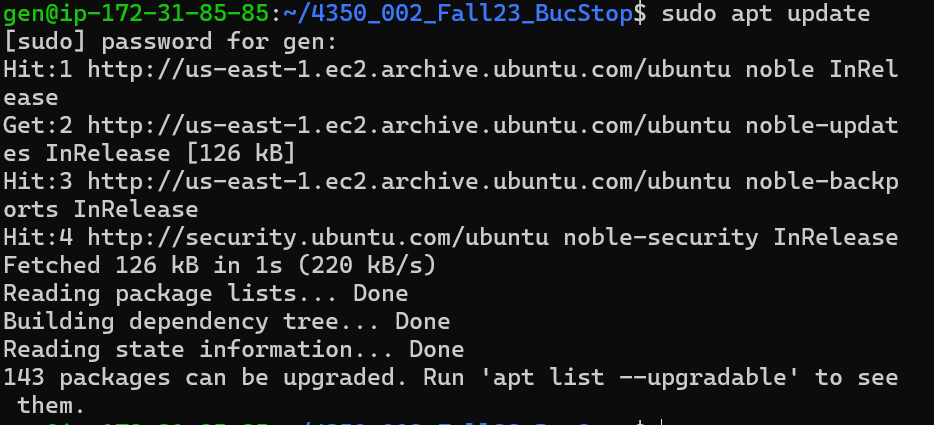 gen@ip-172-31-85-85:~/4350_002_Fall23_BucStop$ sudo apt update
[sudo] password for gen:
Hit:1 http://us-east-1.ec2.archive.ubuntu.com/ubuntu noble InRel
ease
Get:2 http://us-east-1.ec2.archive.ubuntu.com/ubuntu noble-updat
es InRelease [126 kB]
Hit:3 http://us-east-1.ec2.archive.ubuntu.com/ubuntu noble-backp
orts InRelease
Hit:4 http://security.ubuntu.com/ubuntu noble-security InRelease
Fetched 126 kB in 1s (220 kB/s)
Reading package lists... Done
Building dependency tree... Done
Reading state information... Done
143 packages can be upgraded. Run 'apt list --upgradable' to see
 them.